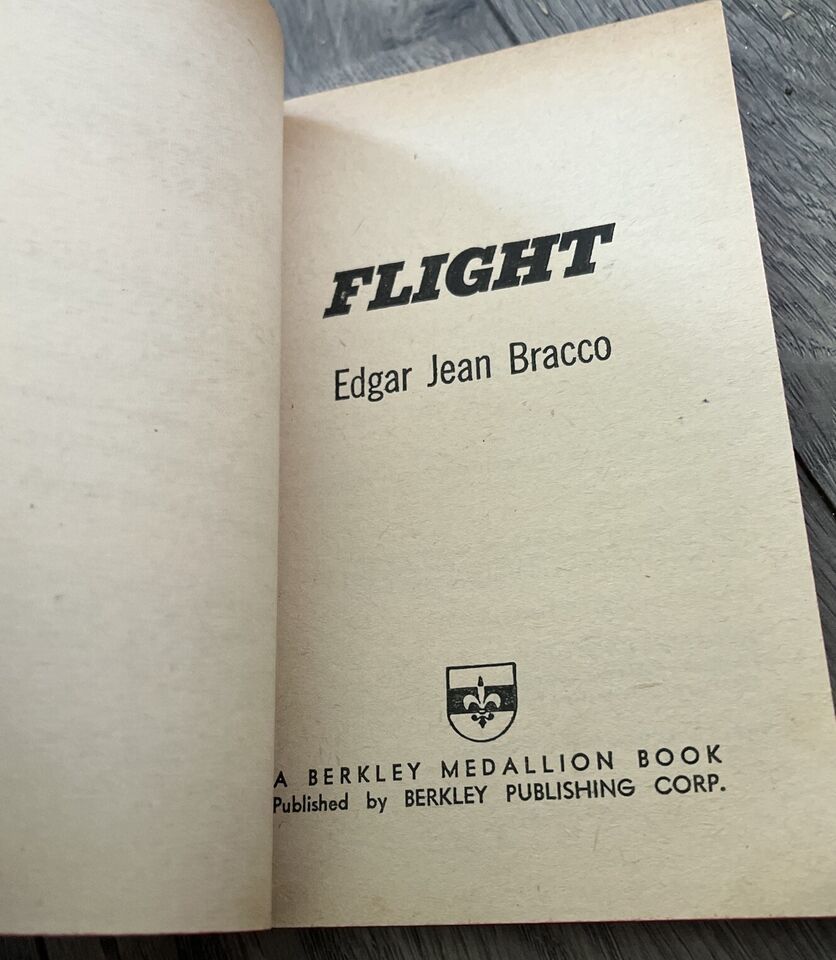 FLIGHT
Edgar Jean Bracco
A BERKLEY MEDALLION BOOK
Published by BERKLEY PUBLISHING CORP.